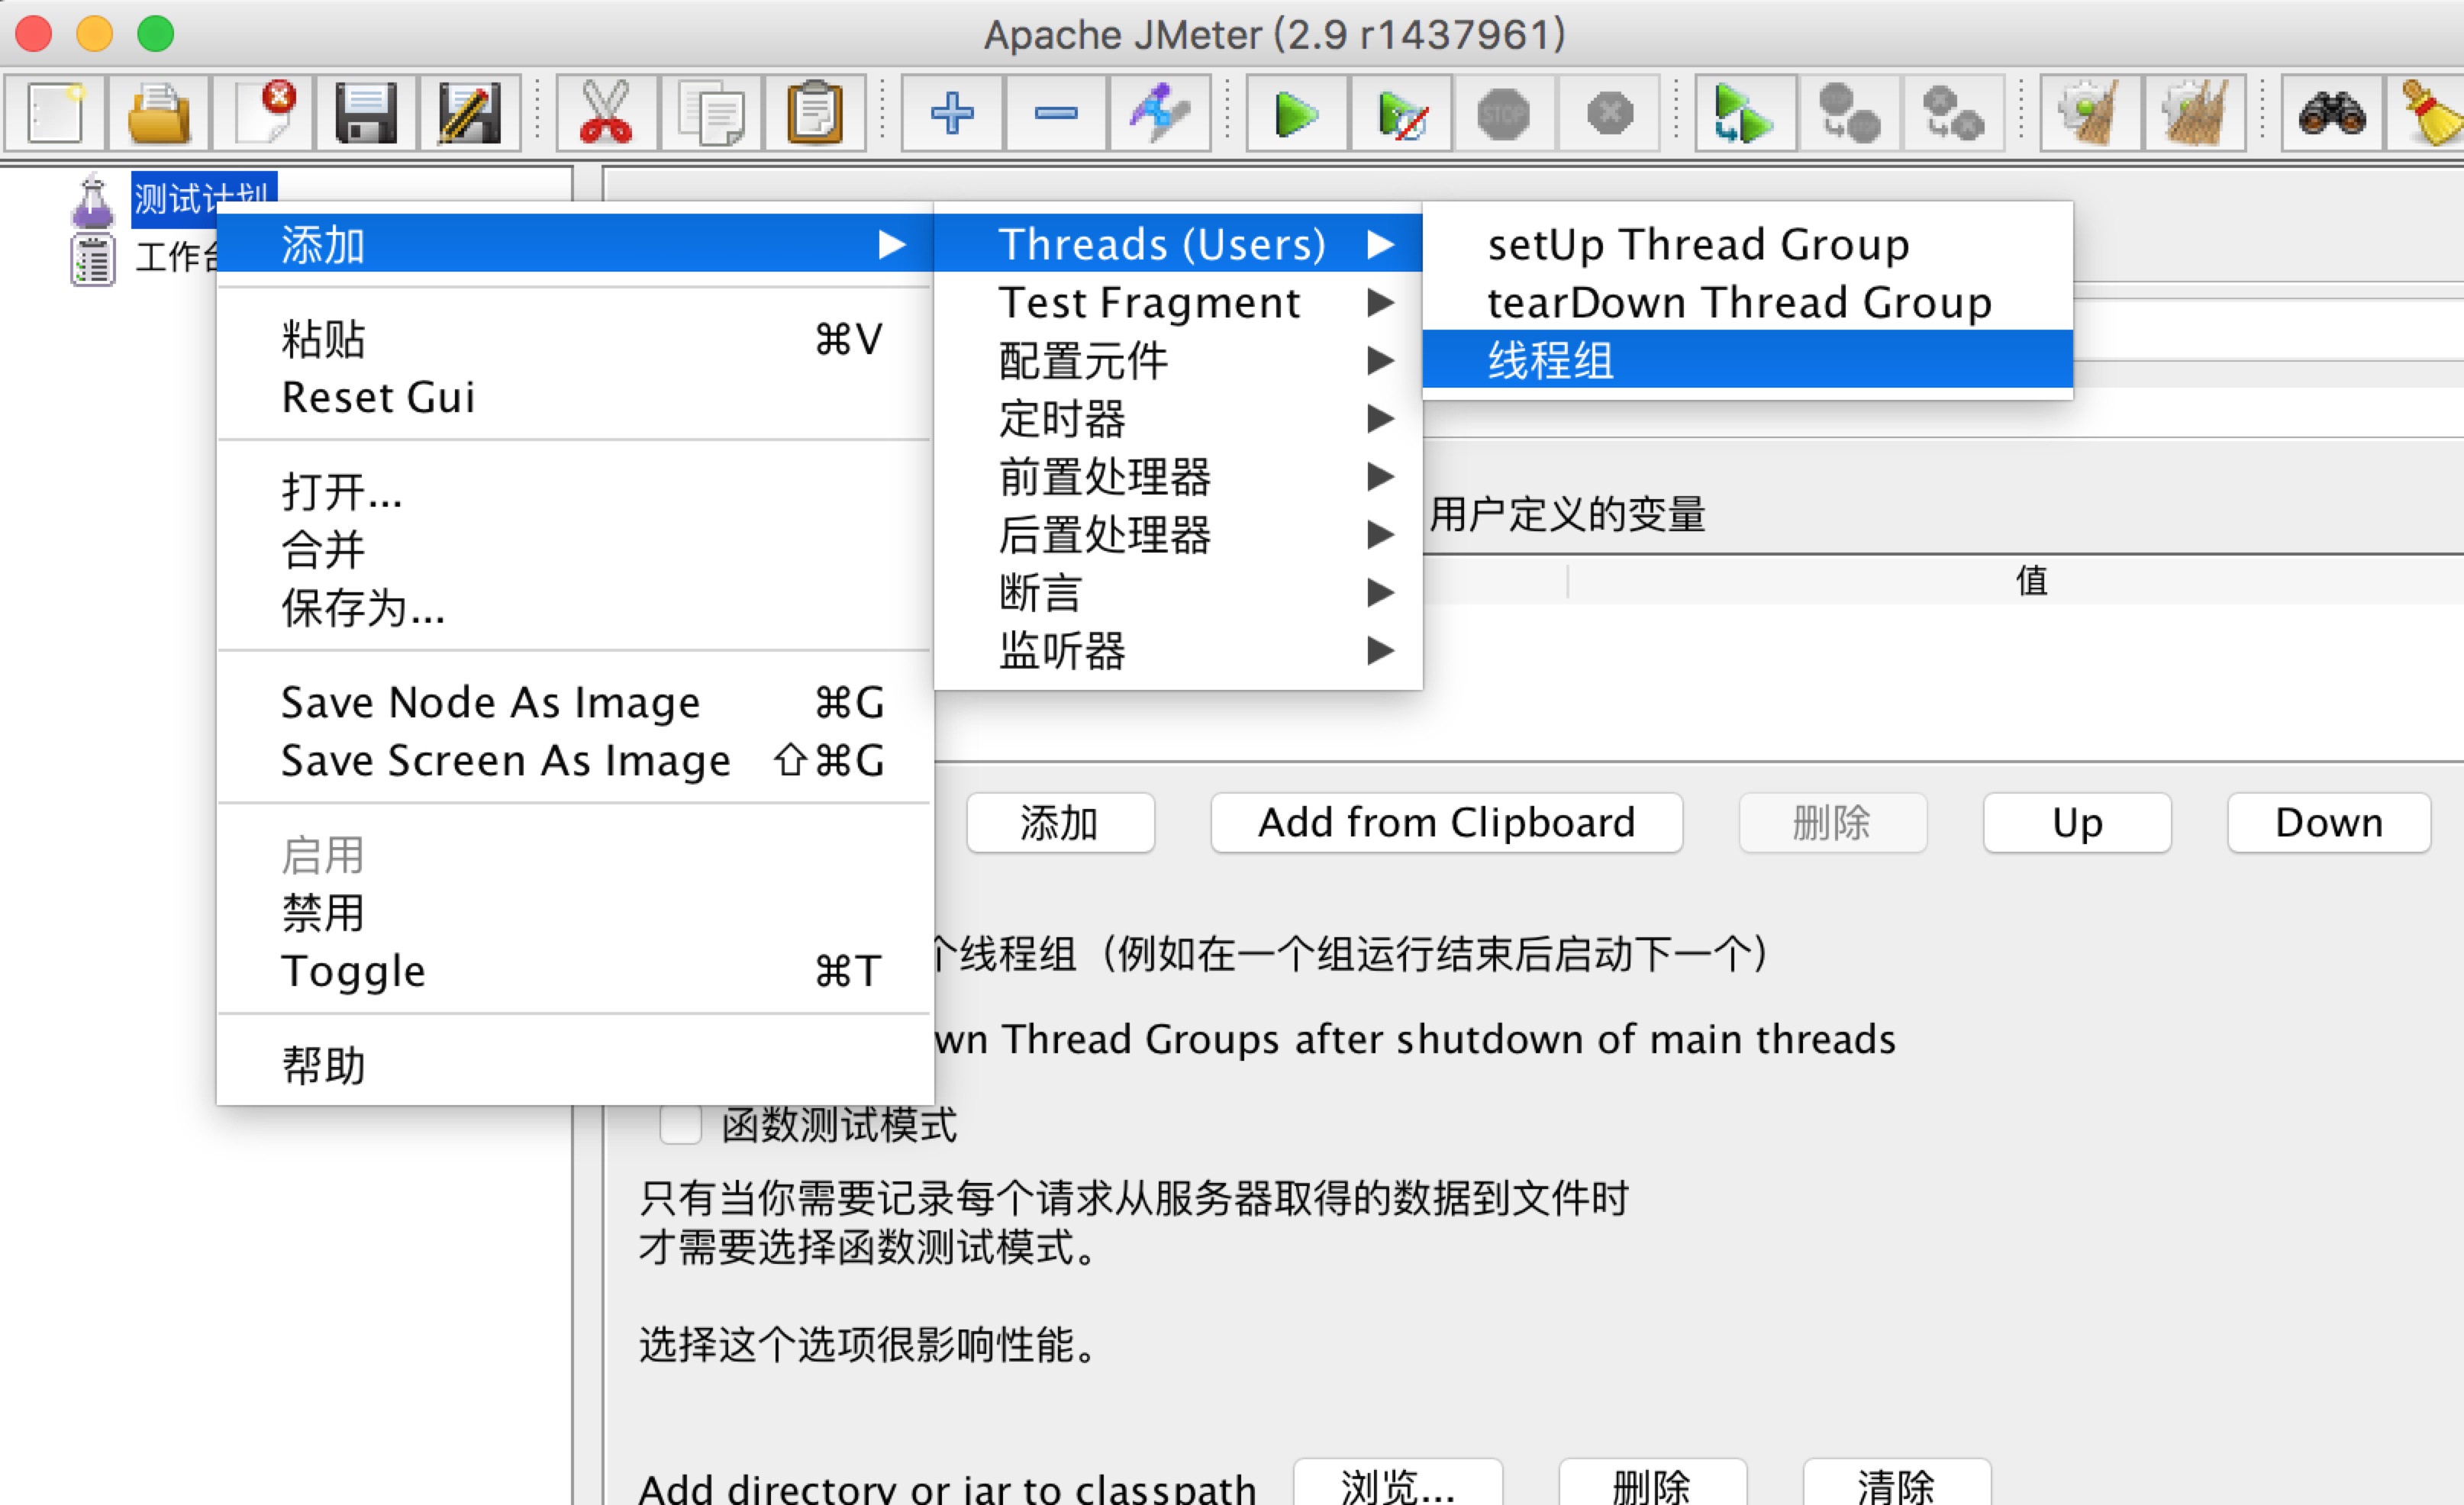 Apache JMeter (2.9 r1437961)
STOP
测试计划
工作台
添加
粘贴 ⌘V
Reset Gui
打开...
合并
保存为...
Save Node As Image ⌘G
Save Screen As Image ⇧⌘G
启用
禁用
Toggle ⌘T
帮助
Threads (Users)
Test Fragment
配置元件
定时器
前置处理器
后置处理器
断言
监听器
setUp Thread Group
tearDown Thread Group
线程组
用户定义的变量
值
添加 Add from Clipboard 删除 Up Down
个线程组（例如在一个组运行结束后启动下一个）
wn Thread Groups after shutdown of main threads
函数测试模式
只有当你需要记录每个请求从服务器取得的数据到文件时
才需要选择函数测试模式。
选择这个选项很影响性能。
Add directory or jar to classpath 浏览... 删除 清除